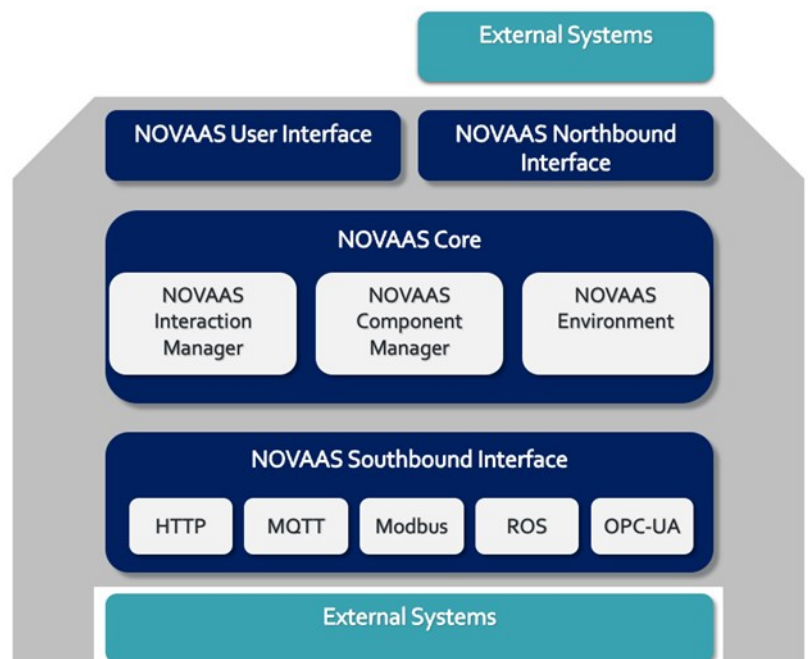 External Systems
NOVAAS User Interface
NOVAAS Northbound
Interface
NOVAAS Core
NOVAAS
Interaction
Manager
NOVAAS
Component
Manager
NOVAAS
Environment
NOVAAS Southbound Interface
HTTP
MQTT
Modbus
ROS
OPC-UA
External Systems